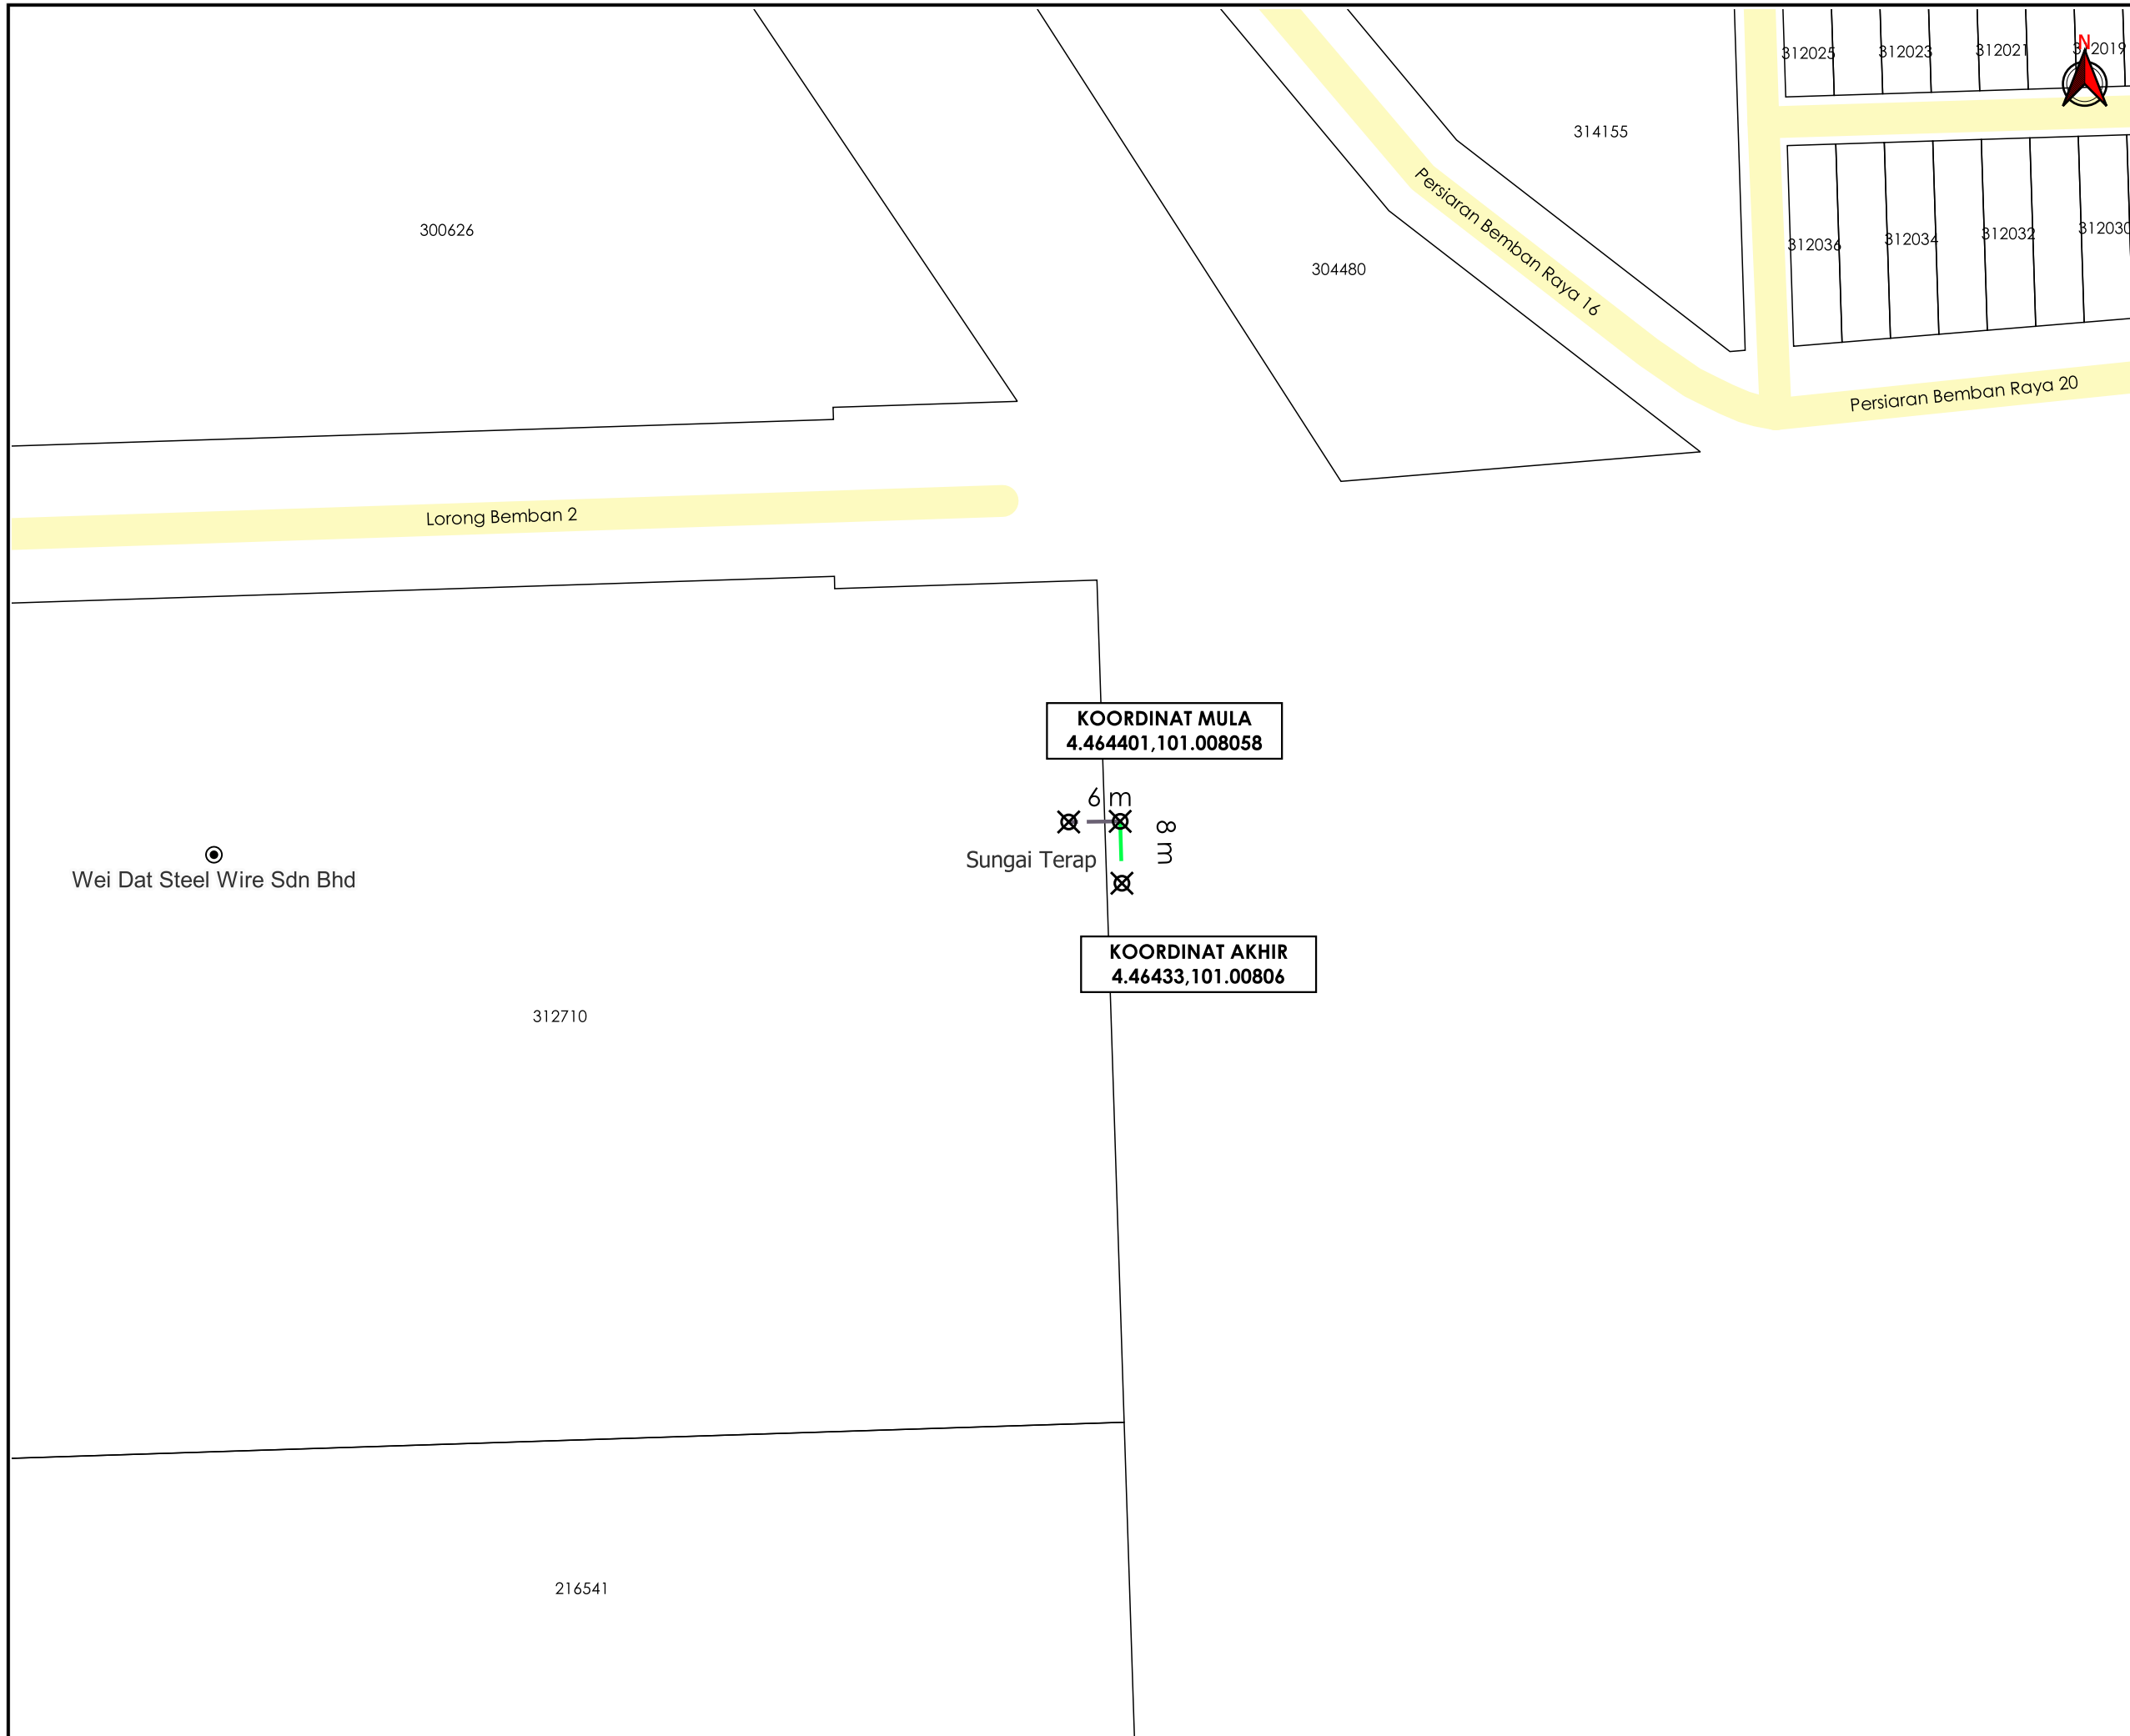 N
312025
312023
312021
312019
314155
300626
304480
Persiaran Bemban Raya 16
312036
312034
312032
312030
Persiaran Bemban Raya 20
Lorong Bemban 2
KOORDINAT MULA
4.464401,101.008058
6 m
8 m
Sungai Terap
Wei Dat Steel Wire Sdn Bhd
KOORDINAT AKHIR
4.46433,101.00806
312710
216541